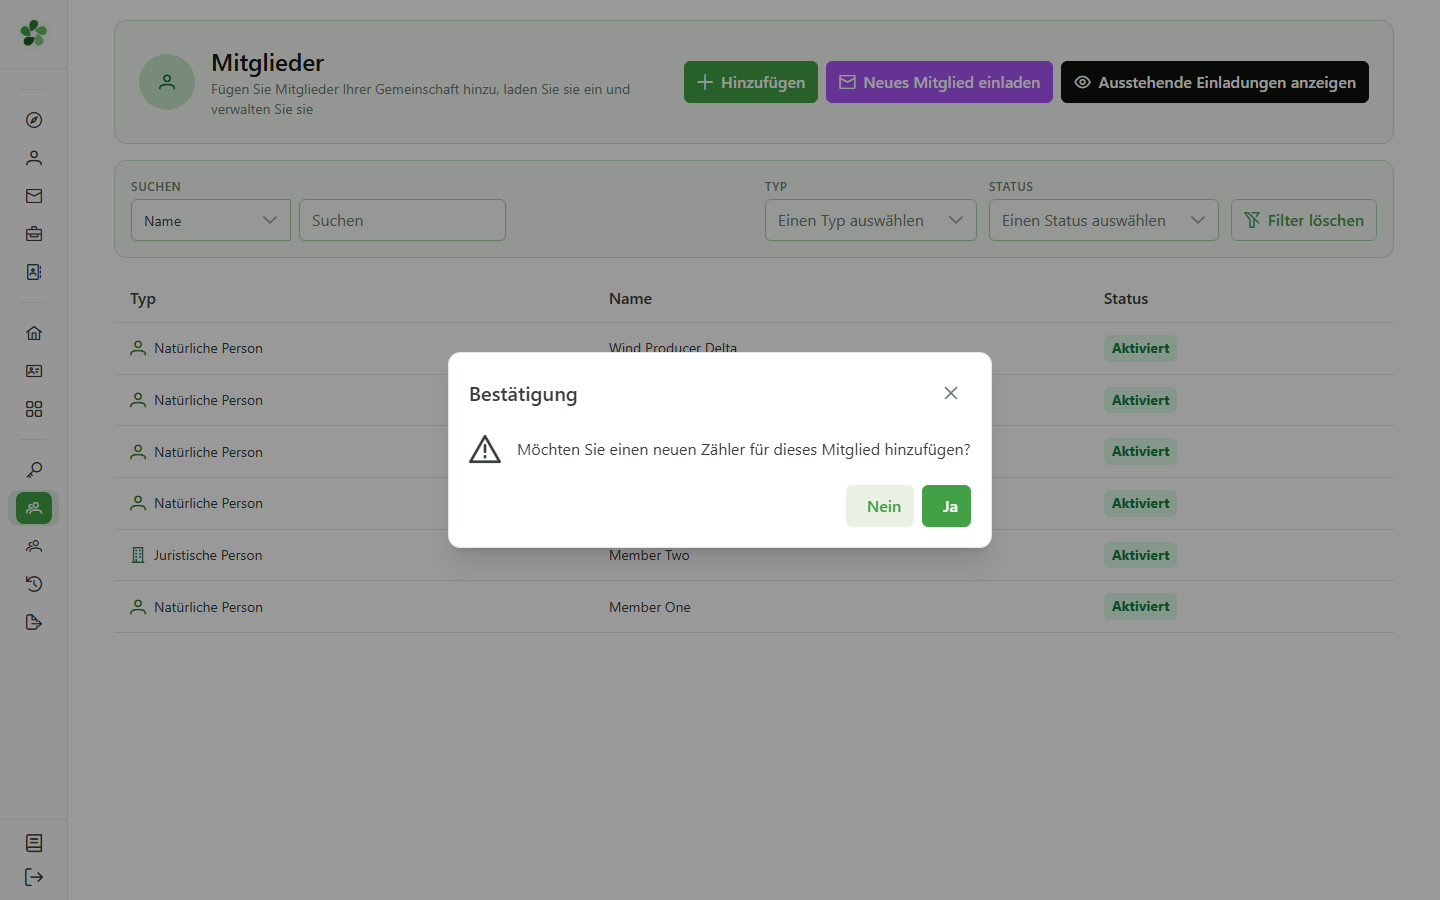 Mitglieder
Fügen Sie Mitglieder Ihrer Gemeinschaft hinzu, laden Sie sie ein und
verwalten Sie sie
Hinzufügen
Neues Mitglied einladen
Ausstehende Einladungen anzeigen
SUCHEN
Name
Suchen
TYP
Einen Typ auswählen
STATUS
Einen Status auswählen
Filter löschen
Typ Name Status
Natürliche Person Wind Producer Delta Aktiviert
Natürliche Person Aktiviert
Natürliche Person Aktiviert
Natürliche Person Aktiviert
Juristische Person Member Two Aktiviert
Natürliche Person Member One Aktiviert
Bestätigung
Möchten Sie einen neuen Zähler für dieses Mitglied hinzufügen?
Nein
Ja